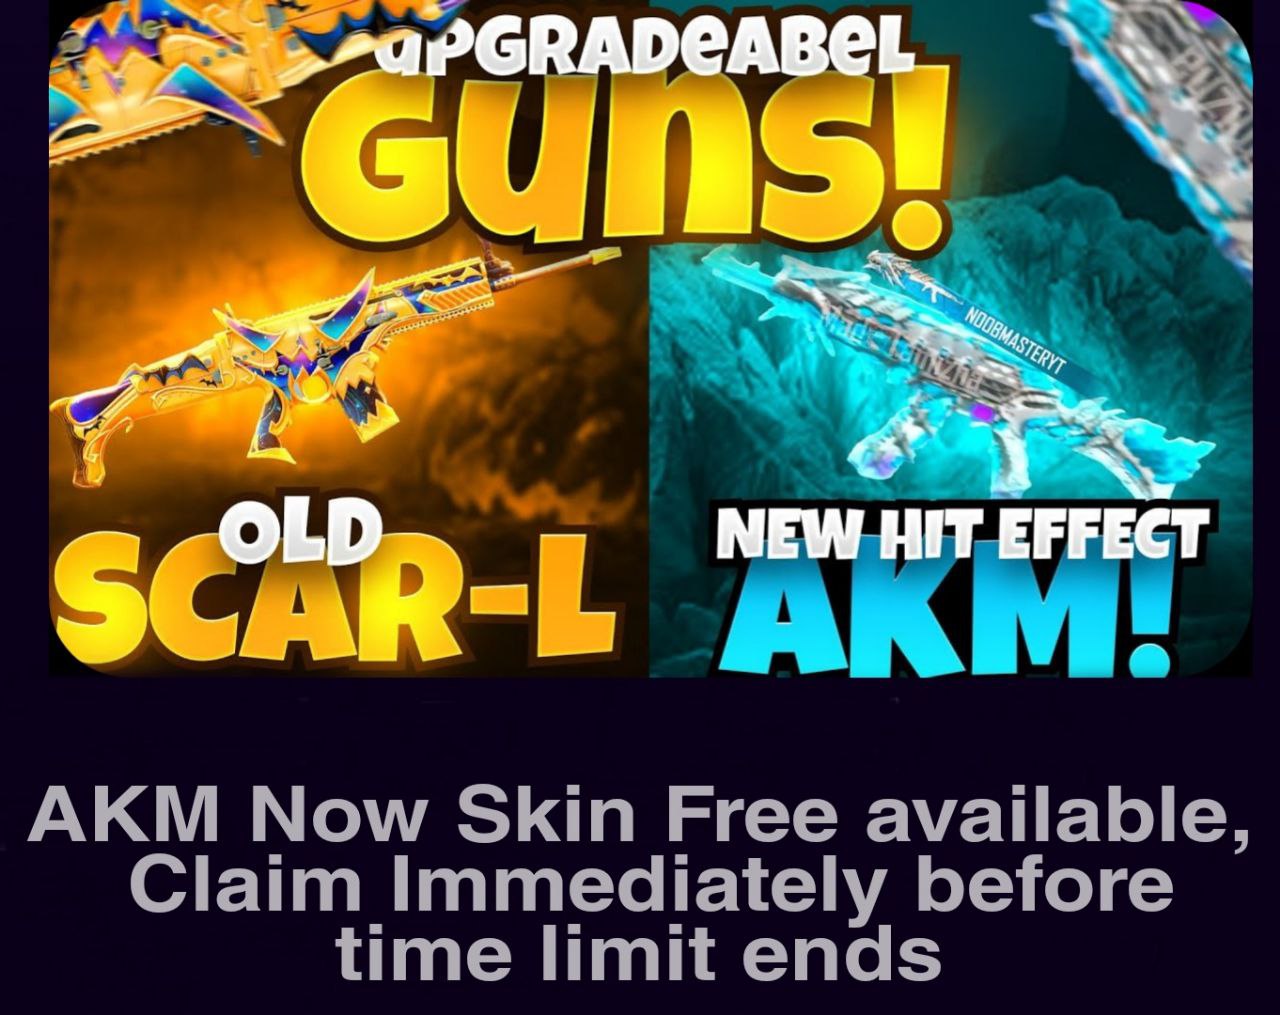 UPGRADEABEL
GUNS!
NOOBMASTERYT
OLD
SCAR-L
NEW HIT EFFECT
AKM!
AKM Now Skin Free available,
Claim Immediately before
time limit ends